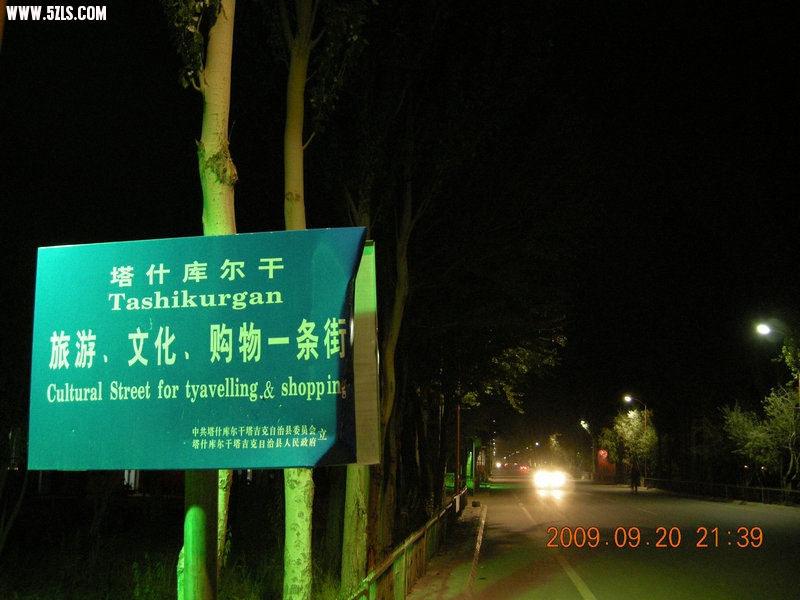 WWW.5ZLS.COM
塔什库尔干
Tashikurgan
旅游、文化、购物一条街
Cultural Street for tyavelling & shopping
中共塔什库尔干塔吉克自治县委员会
塔什库尔干塔吉克自治县人民政府 立
2009.09.20 21:39